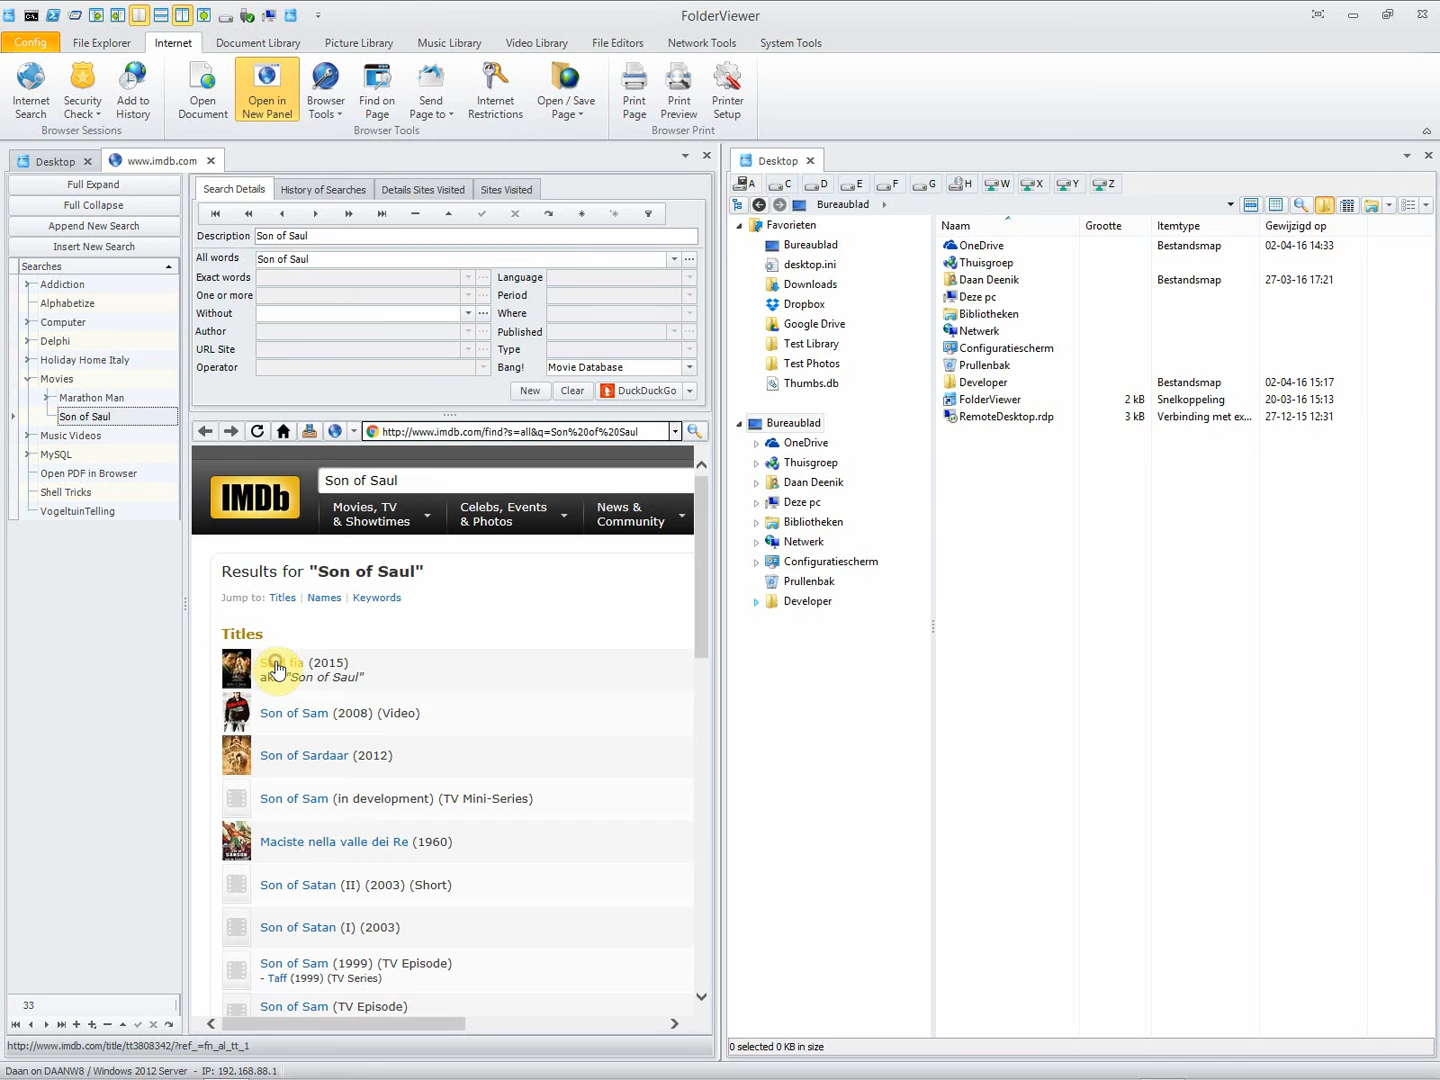 FolderViewer
Config File Explorer Internet Document Library Picture Library Music Library Video Library File Editors Network Tools System Tools
Internet Search
Security Check
Add to History
Open Document
Open in New Panel
Browser Tools
Find on Page
Send Page to
Internet Restrictions
Open / Save Page
Print Page
Print Preview
Printer Setup
Browser Sessions
Browser Tools
Browser Print
Desktop www.imdb.com
Full Expand
Full Collapse
Append New Search
Insert New Search
Searches
Addiction
Alphabetize
Computer
Delphi
Holiday Home Italy
Movies
Marathon Man
Son of Saul
Music Videos
MySQL
Open PDF in Browser
Shell Tricks
VogeltuinTelling
33
Search Details History of Searches Details Sites Visited Sites Visited
Description Son of Saul
All words Son of Saul
Exact words Language
One or more Period
Without Where
Author Published
URL Site Type
Operator Bang! Movie Database
New Clear DuckDuckGo
http://www.imdb.com/find?s=all&q=Son%20of%20Saul
IMDb Son of Saul
Movies, TV & Showtimes
Celebs, Events & Photos
News & Community
Results for "Son of Saul"
Jump to: Titles | Names | Keywords
Titles
fia (2015)
"Son of Saul"
Son of Sam (2008) (Video)
Son of Sardaar (2012)
Son of Sam (in development) (TV Mini-Series)
Maciste nella valle dei Re (1960)
Son of Satan (II) (2003) (Short)
Son of Satan (I) (2003)
Son of Sam (1999) (TV Episode)
- Taff (1999) (TV Series)
Son of Sam (TV Episode)
http://www.imdb.com/title/tt3808342/?ref_=fn_al_tt_1
Desktop
A C D E F G H W X Y Z
Bureaublad
Favorieten
Bureaublad
desktop.ini
Downloads
Dropbox
Google Drive
Test Library
Test Photos
Thumbs.db
Bureaublad
OneDrive
Thuisgroep
Daan Deenik
Deze pc
Bibliotheken
Netwerk
Configuratiescherm
Prullenbak
Developer
Naam Grootte Itemtype Gewijzigd op
OneDrive Bestandsmap 02-04-16 14:33
Thuisgroep
Daan Deenik Bestandsmap 27-03-16 17:21
Deze pc
Bibliotheken
Netwerk
Configuratiescherm
Prullenbak
Developer Bestandsmap 02-04-16 15:17
FolderViewer 2 kB Snelkoppeling 20-03-16 15:13
RemoteDesktop.rdp 3 kB Verbinding met ex... 27-12-15 12:31
0 selected 0 KB in size
Daan on DAANW8 / Windows 2012 Server - IP: 192.168.88.1